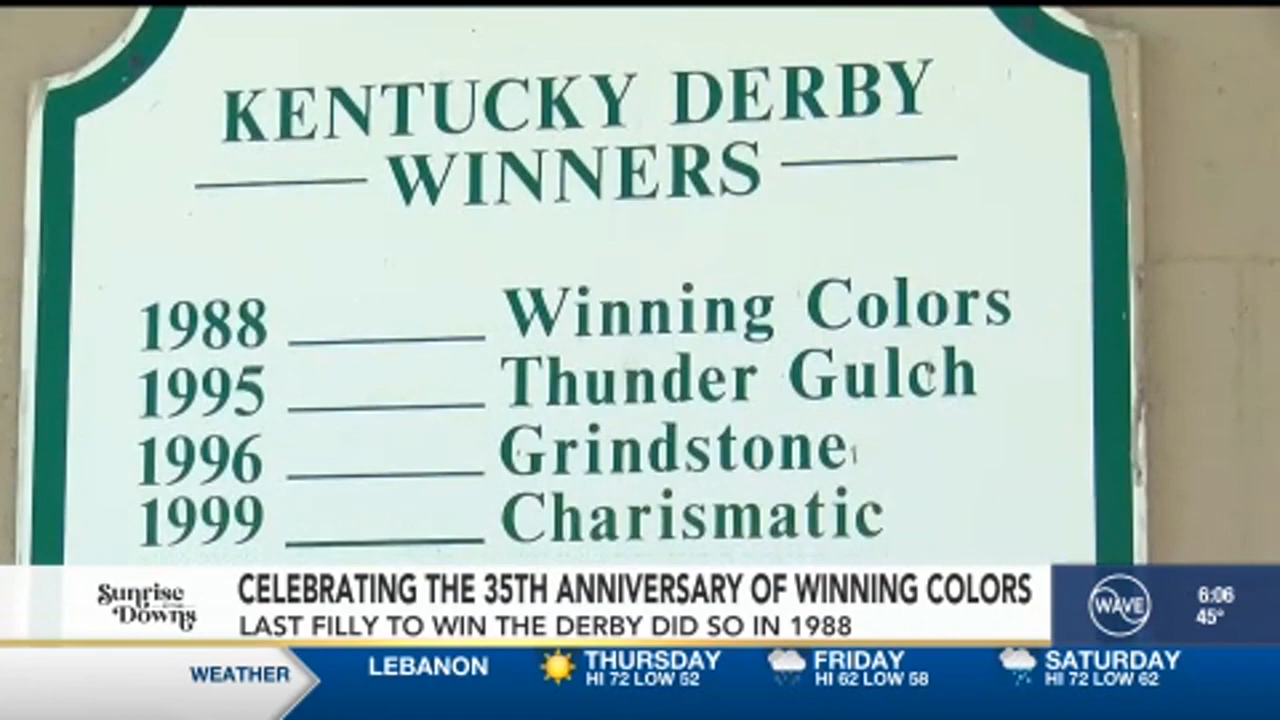 KENTUCKY DERBY
WINNERS
1988 Winning Colors
1995 Thunder Gulch
1996 Grindstone
1999 Charismatic
Sunrise
Downs
CELEBRATING THE 35TH ANNIVERSARY OF WINNING COLORS
LAST FILLY TO WIN THE DERBY DID SO IN 1988
WAVE
6:06
45°
WEATHER
LEBANON
THURSDAY
HI 72 LOW 52
FRIDAY
HI 62 LOW 58
SATURDAY
HI 72 LOW 62